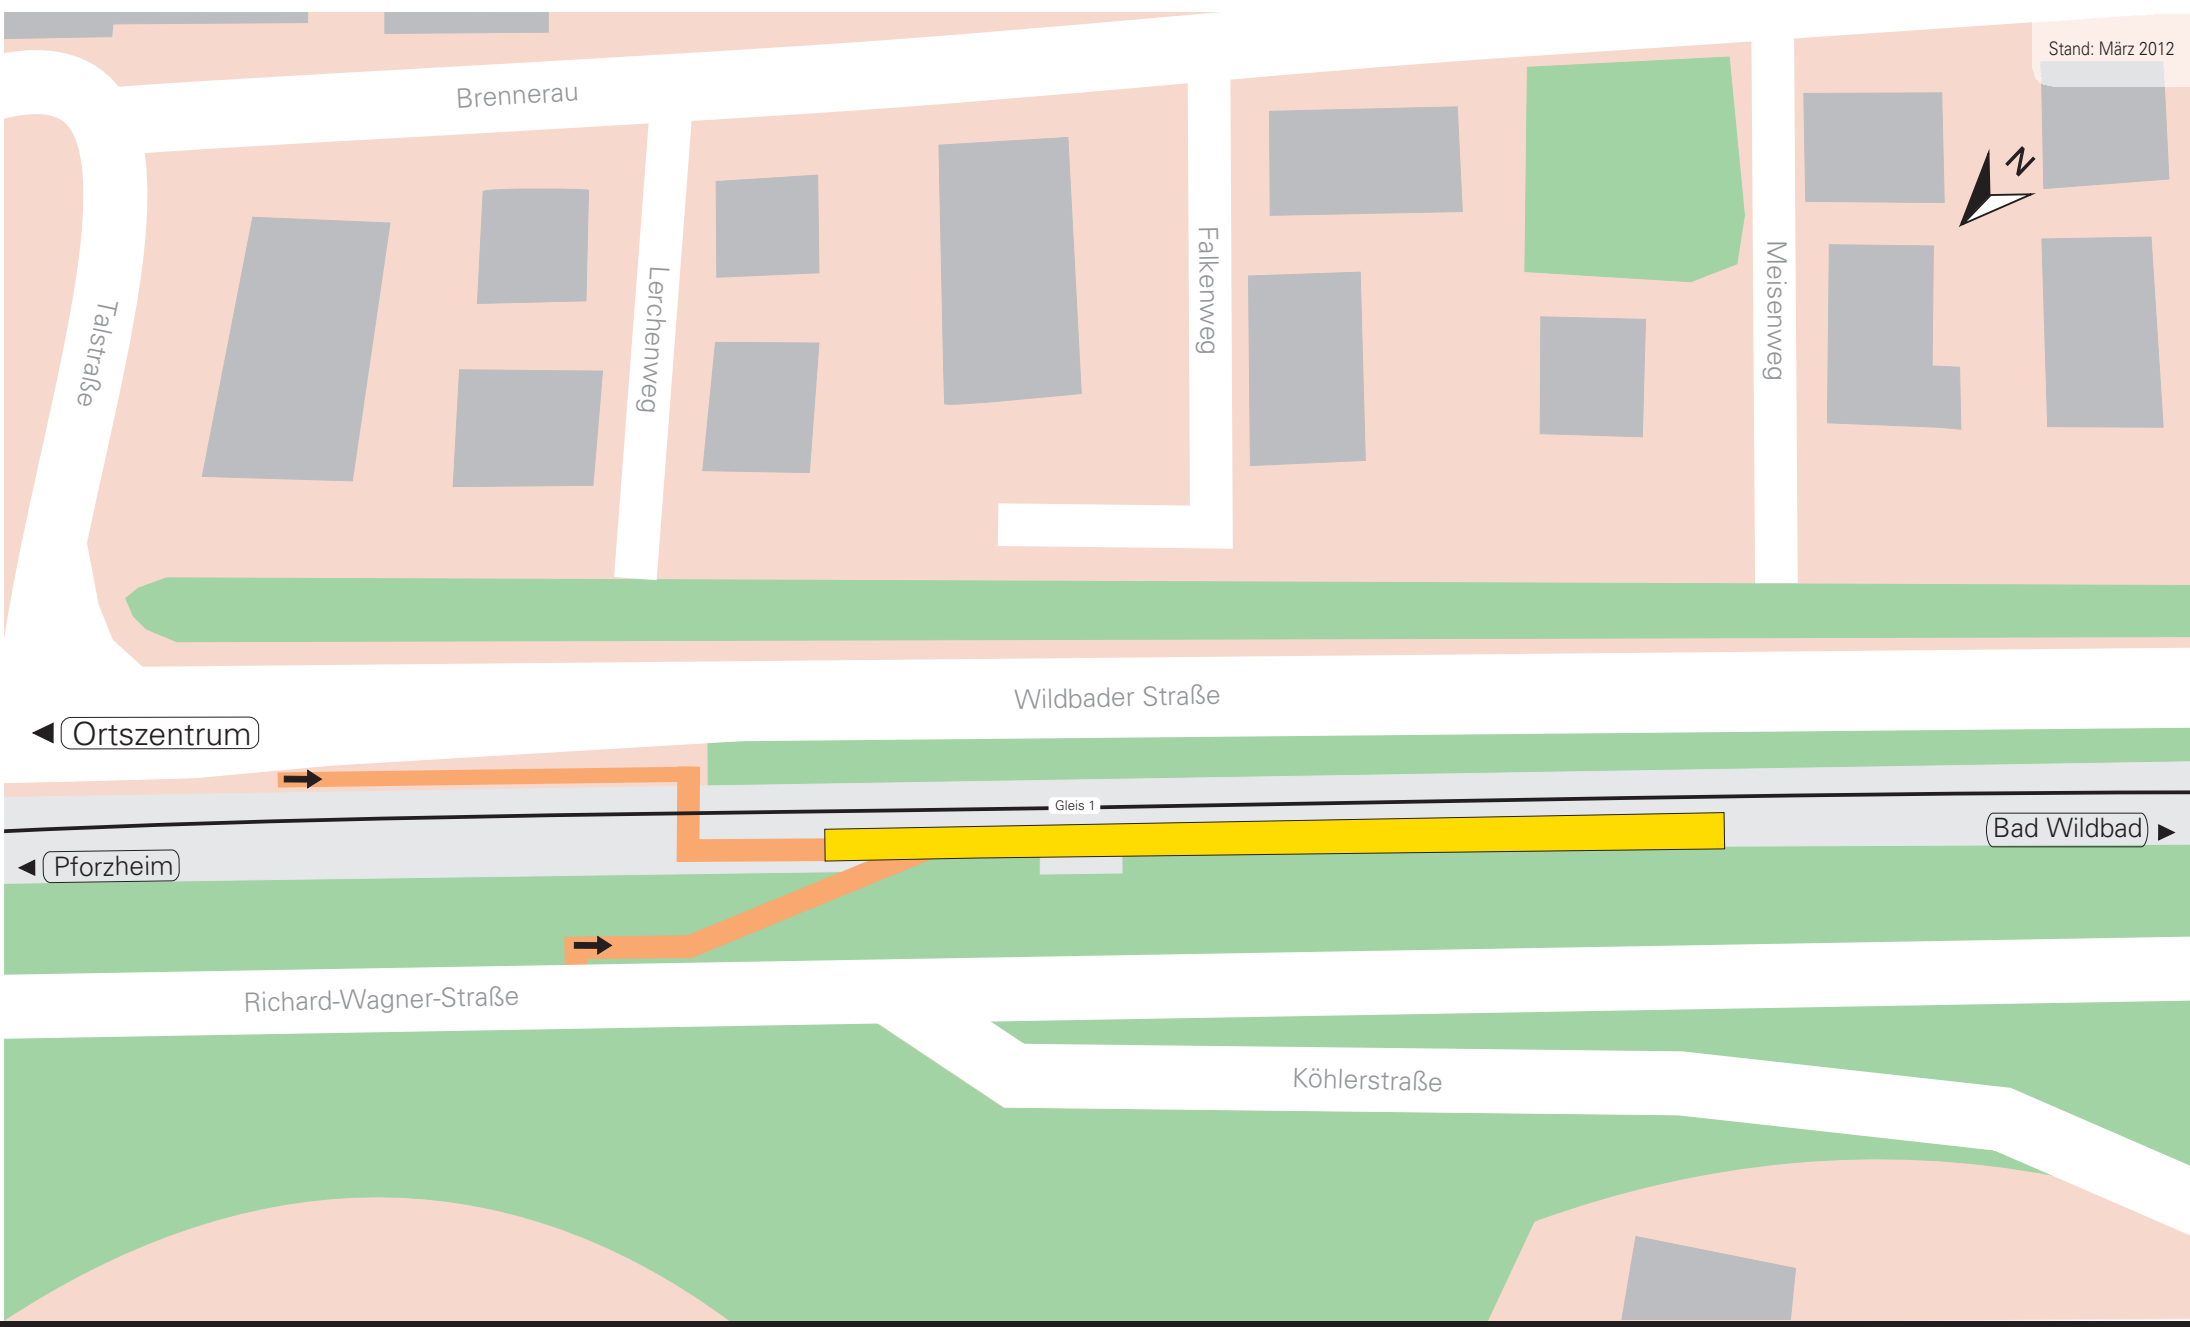 Stand: März 2012
Brennerau
N
Talstraße
Lerchenweg
Falkenweg
Meisenweg
Wildbader Straße
Ortszentrum
Gleis 1
Bad Wildbad
Pforzheim
Richard-Wagner-Straße
Köhlerstraße